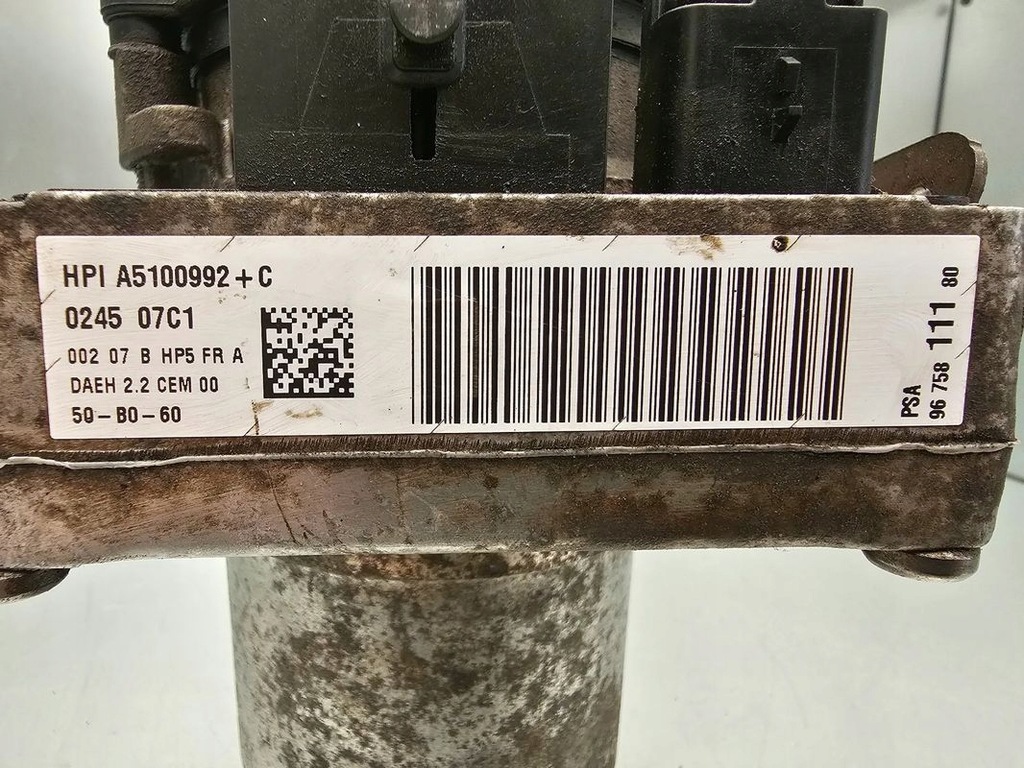 HPI A5100992+C
0245 07C1
002 07 B HP5 FR A
DAEH 2.2 CEM 00
50-B0-60
PSA
96 758 111 80